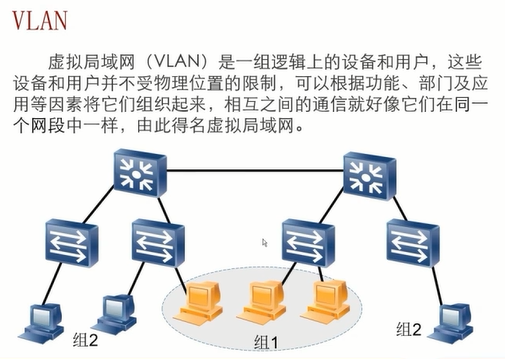 VLAN
虚拟局域网（VLAN）是一组逻辑上的设备和用户，这些
设备和用户并不受物理位置的限制，可以根据功能、部门及应
用等因素将它们组织起来，相互之间的通信就好像它们在同一
个网段中一样，由此得名虚拟局域网。
组2
组1
组2